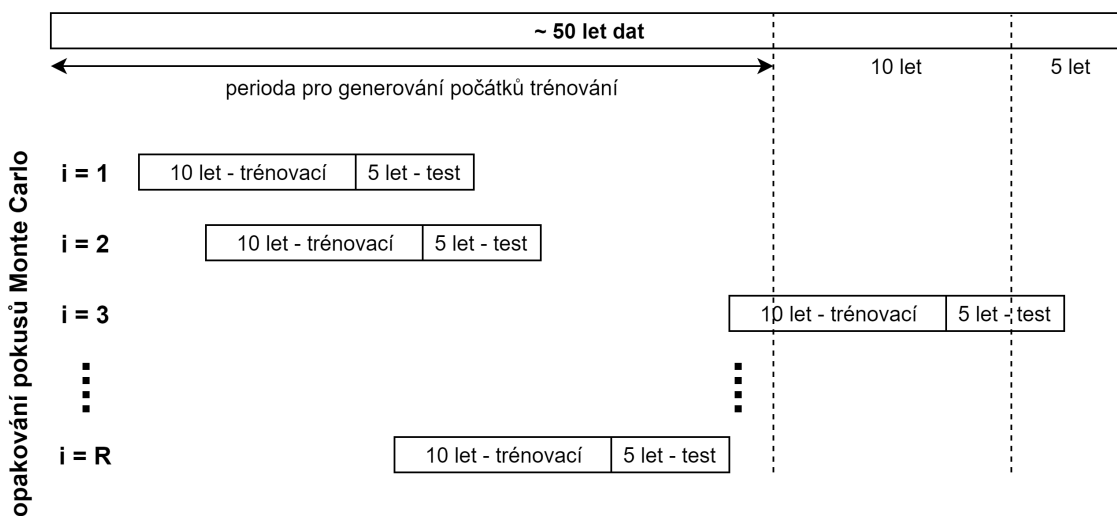 ~ 50 let dat
perioda pro generování počátků trénování
10 let
5 let
opakování pokusů Monte Carlo
i = 1
10 let - trénovací
5 let - test
i = 2
10 let - trénovací
5 let - test
i = 3
10 let - trénovací
5 let - test
i = R
10 let - trénovací
5 let - test